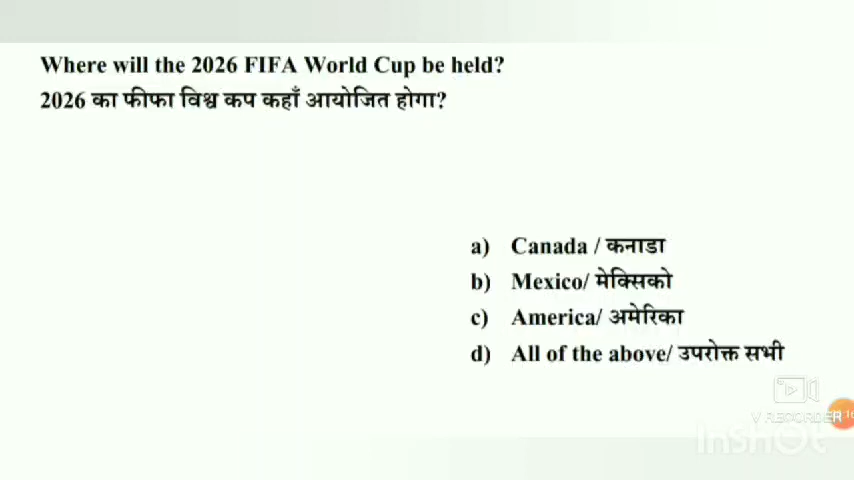 Where will the 2026 FIFA World Cup be held?
2026 का फीफा विश्व कप कहाँ आयोजित होगा?
a) Canada / कनाडा
b) Mexico/ मेक्सिको
c) America/ अमेरिका
d) All of the above/ उपरोक्त सभी
V RECORDER
InShOt